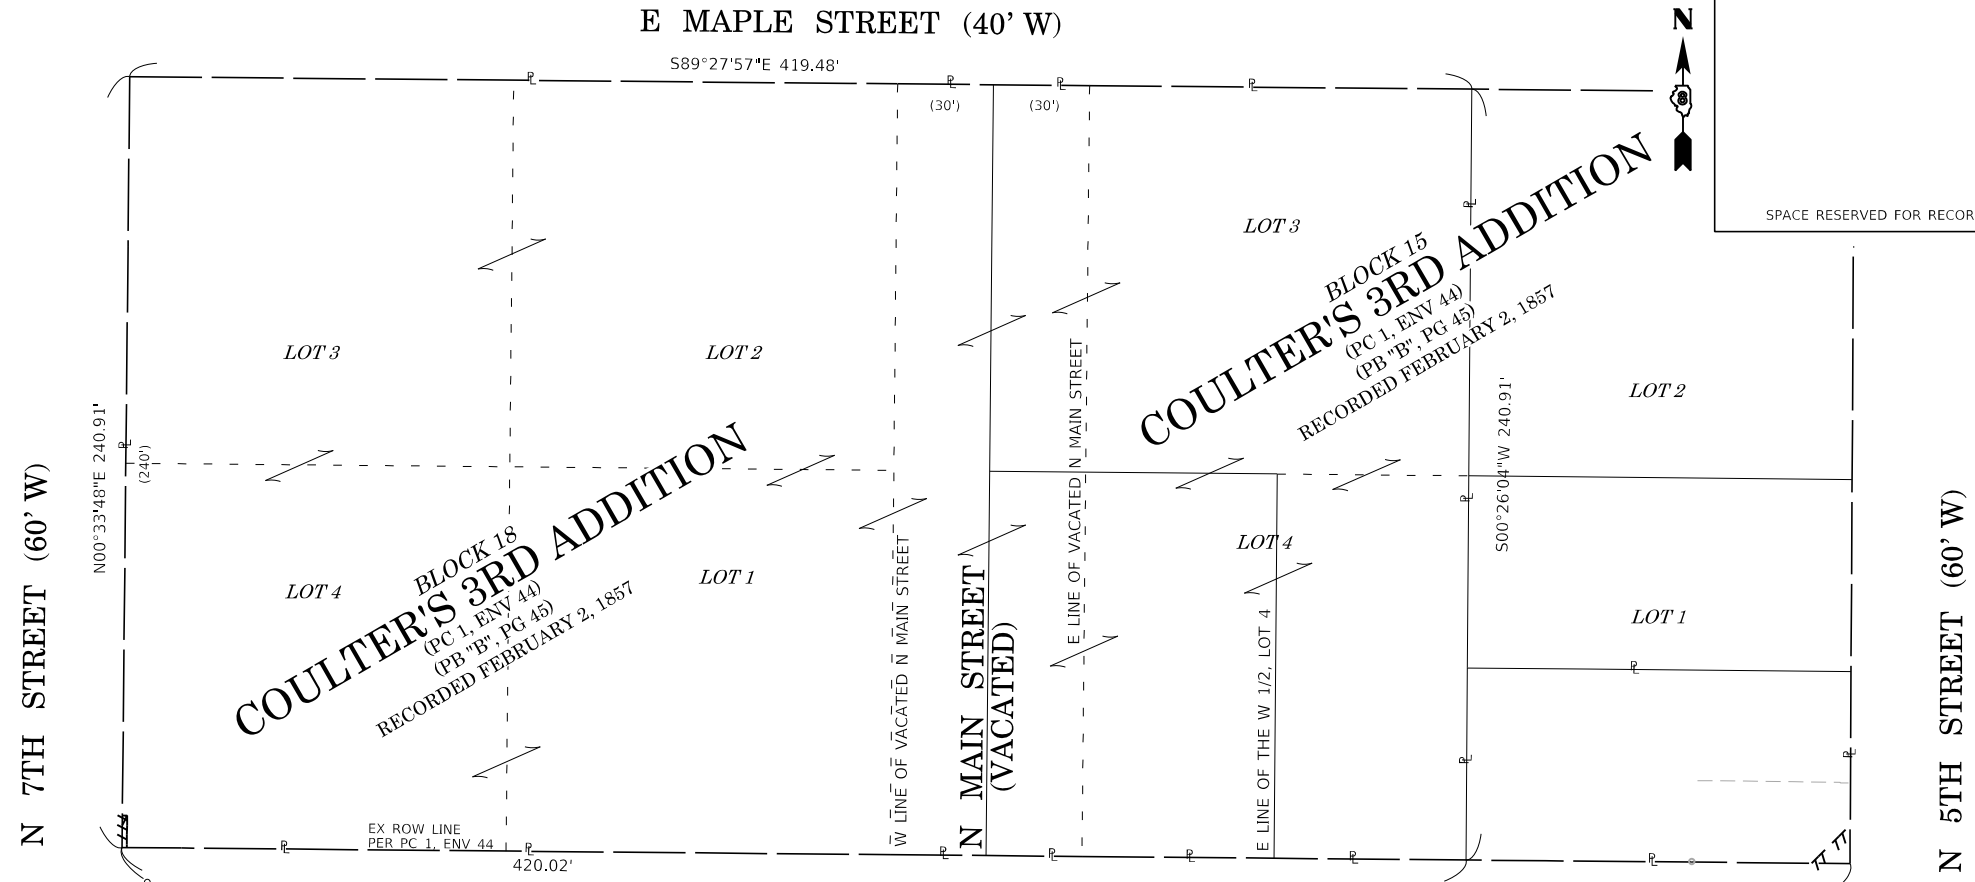 E MAPLE STREET (40' W)
N
S89°27'57"E 419.48'
(30')
(30')
8
SPACE RESERVED FOR RECOR
LOT 3
BLOCK 15
COULTER'S 3RD ADDITION
(PC 1, ENV 44)
(PB "B", PG 45)
RECORDED FEBRUARY 2, 1857
LOT 3
LOT 2
LOT 2
E LINE OF VACATED N MAIN STREET
N00°33'48"E 240.91'
(240')
S00°26'04"W 240.91'
N 7TH STREET (60' W)
BLOCK 18
COULTER'S 3RD ADDITION
(PC 1, ENV 44)
(PB "B", PG 45)
RECORDED FEBRUARY 2, 1857
LOT 4
LOT 1
LOT 4
LOT 1
W LINE OF VACATED N MAIN STREET
N MAIN STREET
(VACATED)
E LINE OF THE W 1/2, LOT 4
N 5TH STREET (60' W)
EX ROW LINE
PER PC 1, ENV 44
420.02'